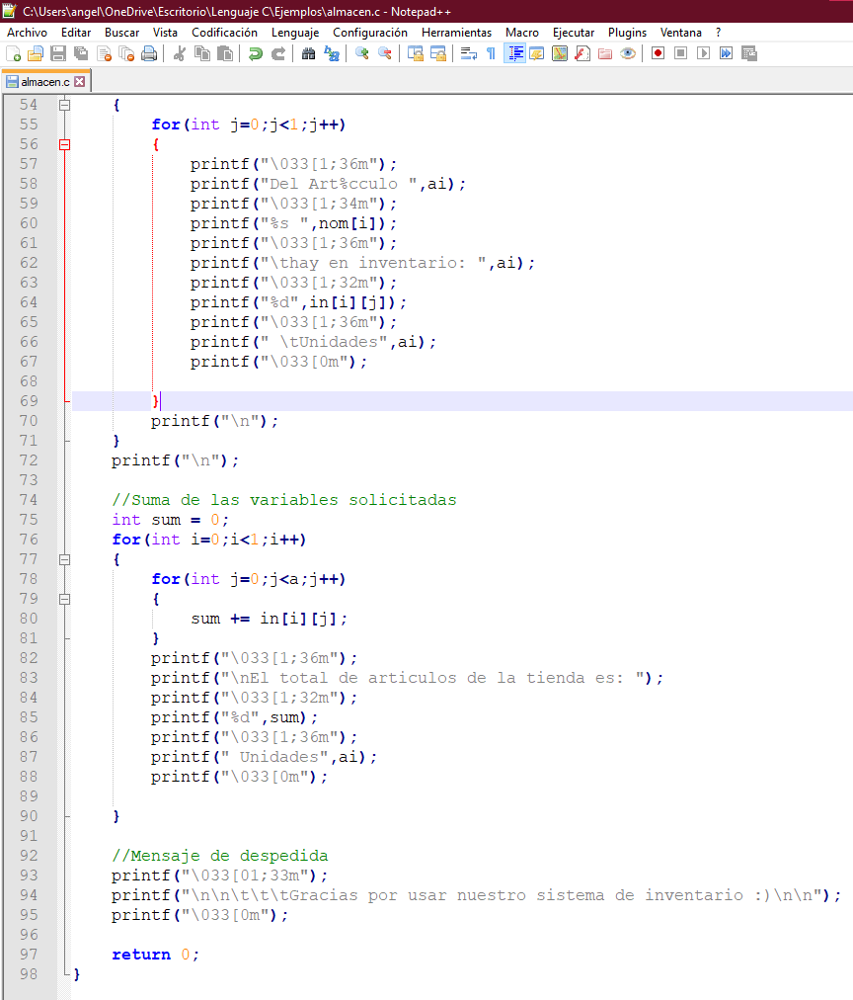 C:\Users\angel\OneDrive\Escritorio\Lenguaje C\Ejemplos\almacen.c - Notepad++
Archivo Editar Buscar Vista Codificación Lenguaje Configuración Herramientas Macro Ejecutar Plugins Ventana ?
almacen.c
54     {
55         for(int j=0;j<1;j++)
56         {
57             printf("\033[1;36m");
58             printf("Del Art%cculo ",ai);
59             printf("\033[1;34m");
60             printf("%s ",nom[i]);
61             printf("\033[1;36m");
62             printf("\thay en inventario: ",ai);
63             printf("\033[1;32m");
64             printf("%d",in[i][j]);
65             printf("\033[1;36m");
66             printf(" \tUnidades",ai);
67             printf("\033[0m");
68
69         }
70         printf("\n");
71     }
72     printf("\n");
73
74     //Suma de las variables solicitadas
75     int sum = 0;
76     for(int i=0;i<1;i++)
77     {
78         for(int j=0;j<a;j++)
79         {
80             sum += in[i][j];
81         }
82         printf("\033[1;36m");
83         printf("\nEl total de articulos de la tienda es: ");
84         printf("\033[1;32m");
85         printf("%d",sum);
86         printf("\033[1;36m");
87         printf(" Unidades",ai);
88         printf("\033[0m");
89
90     }
91
92     //Mensaje de despedida
93     printf("\033[01;33m");
94     printf("\n\n\t\t\tGracias por usar nuestro sistema de inventario :)\n\n");
95     printf("\033[0m");
96
97     return 0;
98 }